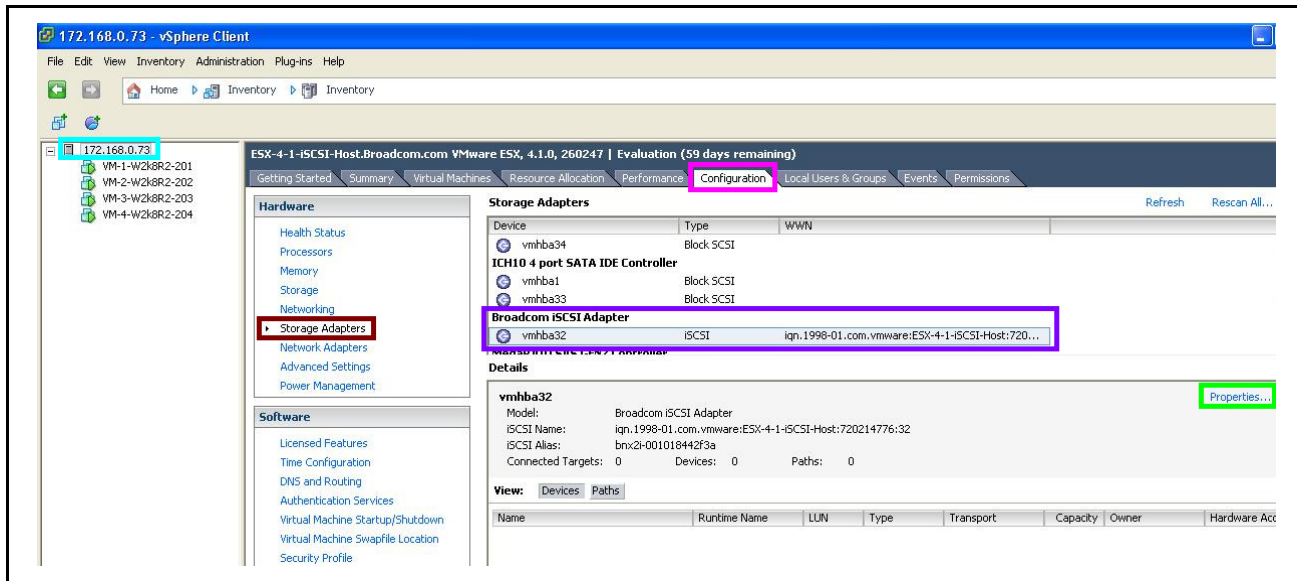 172.168.0.73 - vSphere Client
File Edit View Inventory Administration Plug-ins Help
Home Inventory Inventory
172.168.0.73
VM-1-W2k8R2-201
VM-2-W2k8R2-202
VM-3-W2k8R2-203
VM-4-W2k8R2-204
ESX-4-1-iSCSI-Host.Broadcom.com VMware ESX, 4.1.0, 260247 | Evaluation (59 days remaining)
Getting Started Summary Virtual Machines Resource Allocation Performance Configuration Local Users & Groups Events Permissions
Hardware
Health Status
Processors
Memory
Storage
Networking
Storage Adapters
Network Adapters
Advanced Settings
Power Management
Software
Licensed Features
Time Configuration
DNS and Routing
Authentication Services
Virtual Machine Startup/Shutdown
Virtual Machine Swapfile Location
Security Profile
Storage Adapters Refresh Rescan All...
Device Type WWN
vmhba34 Block SCSI
ICH10 4 port SATA IDE Controller
vmhba1 Block SCSI
vmhba33 Block SCSI
Broadcom iSCSI Adapter
vmhba32 iSCSI iqn.1998-01.com.vmware:ESX-4-1-iSCSI-Host:720...
Details
vmhba32 Properties...
Model: Broadcom iSCSI Adapter
iSCSI Name: iqn.1998-01.com.vmware:ESX-4-1-iSCSI-Host:720214776:32
iSCSI Alias: bnx2i-001018442f3a
Connected Targets: 0 Devices: 0 Paths: 0
View: Devices Paths
Name Runtime Name LUN Type Transport Capacity Owner Hardware Acc